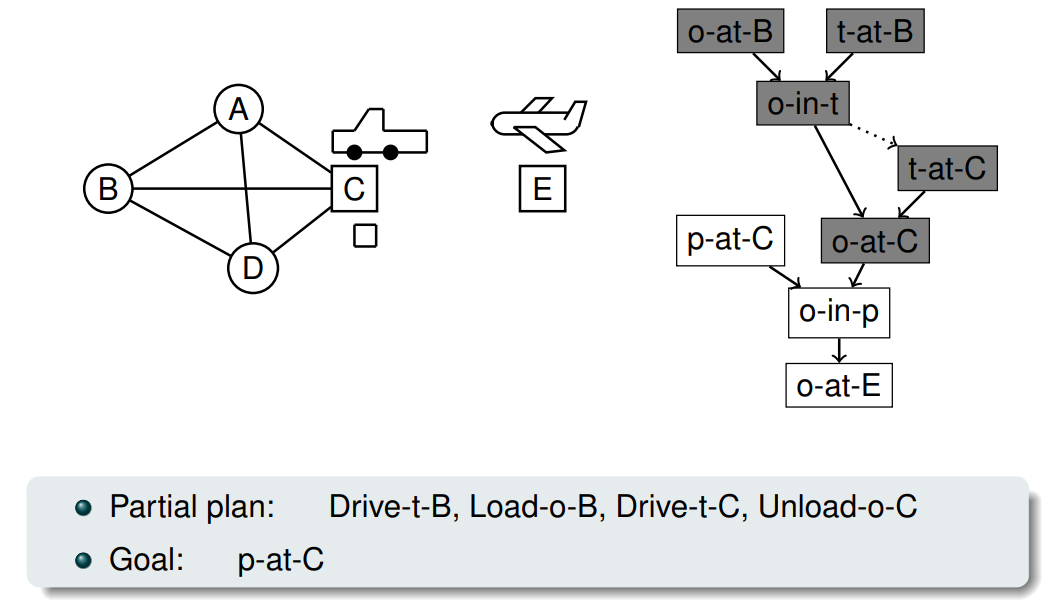 A
B
C
D
E
o-at-B
t-at-B
o-in-t
t-at-C
p-at-C
o-at-C
o-in-p
o-at-E
Partial plan: Drive-t-B, Load-o-B, Drive-t-C, Unload-o-C
Goal: p-at-C